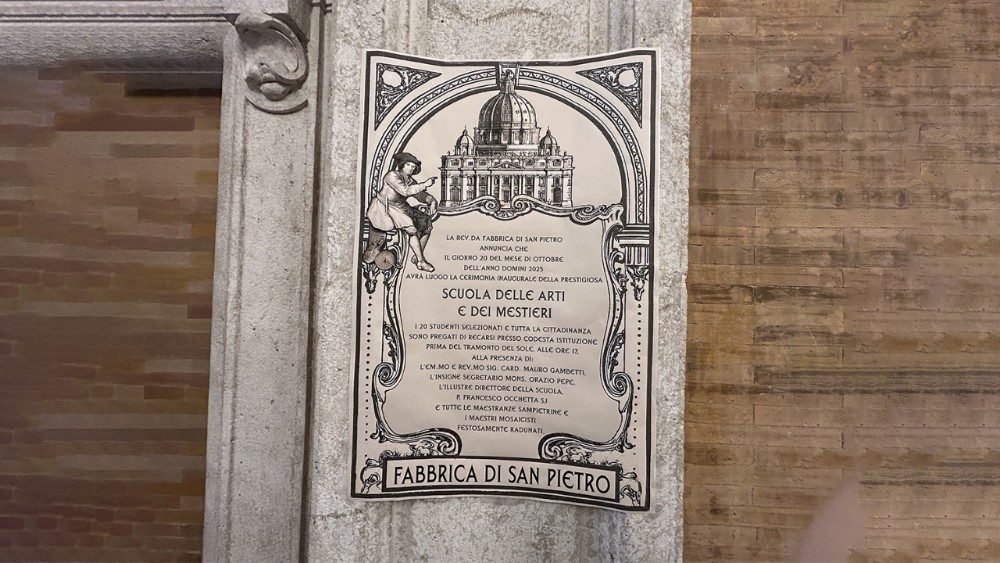 LA REV.DA FABBRICA DI SAN PIETRO
ANNUNCIA CHE
IL GIORNO 20 DEL MESE DI OTTOBRE
DELL'ANNO DOMINI 2025
AVRÀ LUOGO LA CERIMONIA INAUGURALE DELLA PRESTIGIOSA
SCUOLA DELLE ARTI
E DEI MESTIERI
I 20 STUDENTI SELEZIONATI E TUTTA LA CITTADINANZA
SONO PREGATI DI RECARSI PRESSO CODESTA ISTITUZIONE
PRIMA DEL TRAMONTO DEL SOLE, ALLE ORE 17,
ALLA PRESENZA DI:
L'EM.MO E REV.MO SIG. CARD. MAURO GAMBETTI,
L'INSIGNE SEGRETARIO MONS. ORAZIO PEPE,
L'ILLUSTRE DIRETTORE DELLA SCUOLA,
P. FRANCESCO OCCHETTA SJ
E TUTTE LE MAESTRANZE SAMPIETRINE E
I MAESTRI MOSAICISTI
FESTOSAMENTE RADUNATI.
FABBRICA DI SAN PIETRO